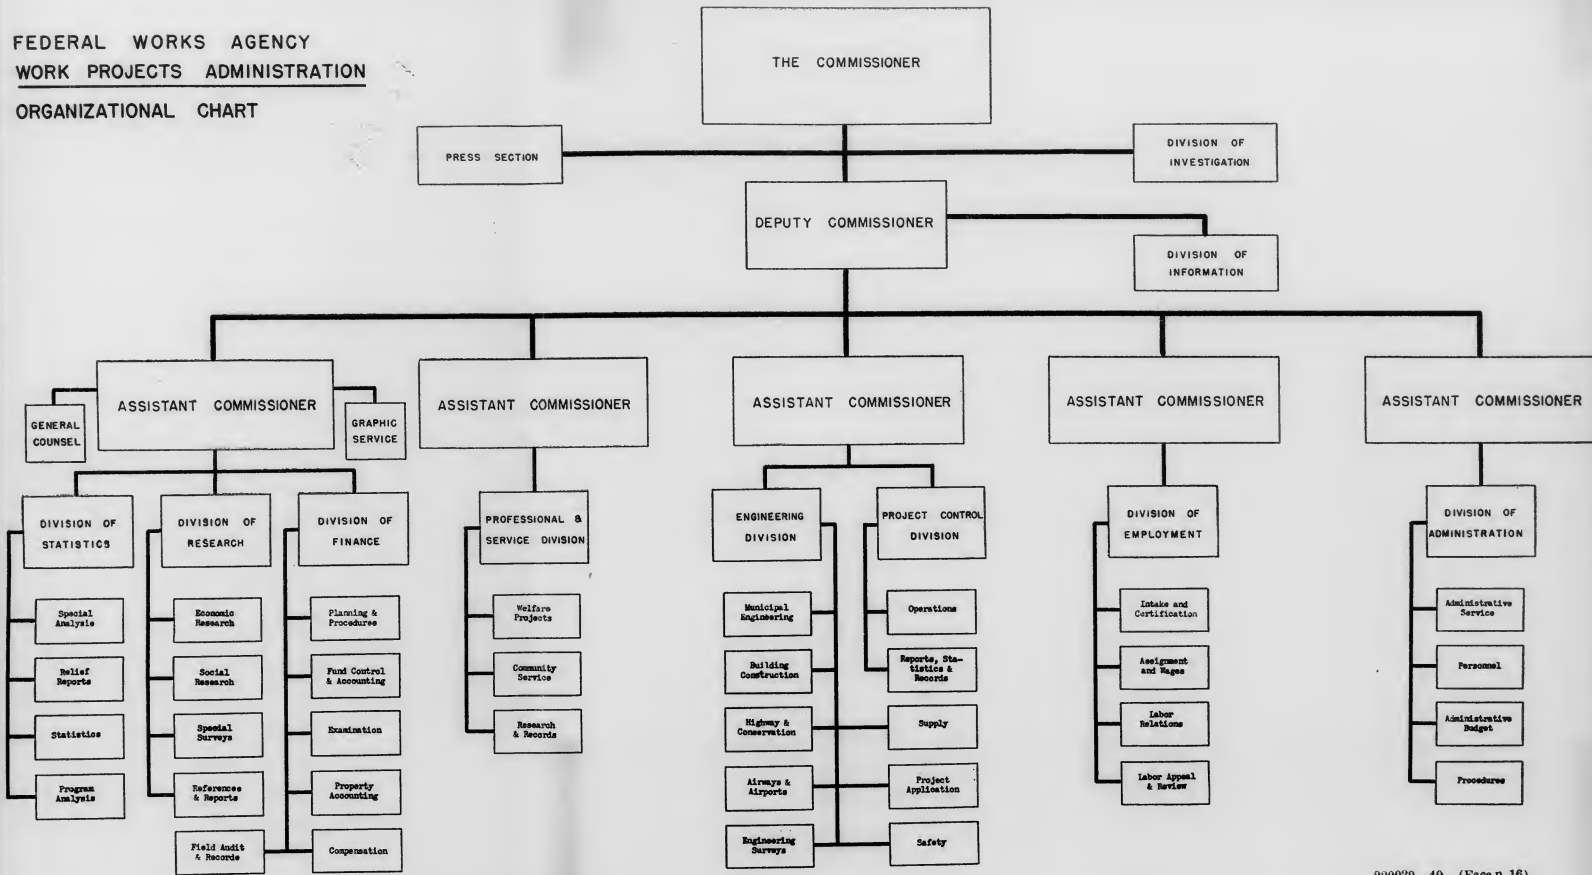 FEDERAL WORKS AGENCY
WORK PROJECTS ADMINISTRATION
ORGANIZATIONAL CHART
THE COMMISSIONER
PRESS SECTION
DIVISION OF
INVESTIGATION
DEPUTY COMMISSIONER
DIVISION OF
INFORMATION
ASSISTANT COMMISSIONER
GENERAL
COUNSEL
GRAPHIC
SERVICE
ASSISTANT COMMISSIONER
ASSISTANT COMMISSIONER
ASSISTANT COMMISSIONER
ASSISTANT COMMISSIONER
DIVISION OF
STATISTICS
Special
Analysis
Relief
Reports
Statistics
Program
Analysis
DIVISION OF
RESEARCH
Economic
Research
Social
Research
Special
Surveys
References
& Reports
DIVISION OF
FINANCE
Planning &
Procedures
Fund Control
& Accounting
Examination
Property
Accounting
Field Audit
& Records
Compensation
PROFESSIONAL &
SERVICE DIVISION
Welfare
Projects
Community
Service
Research
& Records
ENGINEERING
DIVISION
Municipal
Engineering
Building
Construction
Highway &
Conservation
Airways &
Airports
Engineering
Surveys
PROJECT CONTROL
DIVISION
Operations
Reports, Sta-
tistics &
Records
Supply
Project
Application
Safety
DIVISION OF
EMPLOYMENT
Intake and
Certification
Assignment
and Wages
Labor
Relations
Labor Appeal
& Review
DIVISION OF
ADMINISTRATION
Administrative
Service
Personnel
Administrative
Budget
Procedures
(Face p. 16)